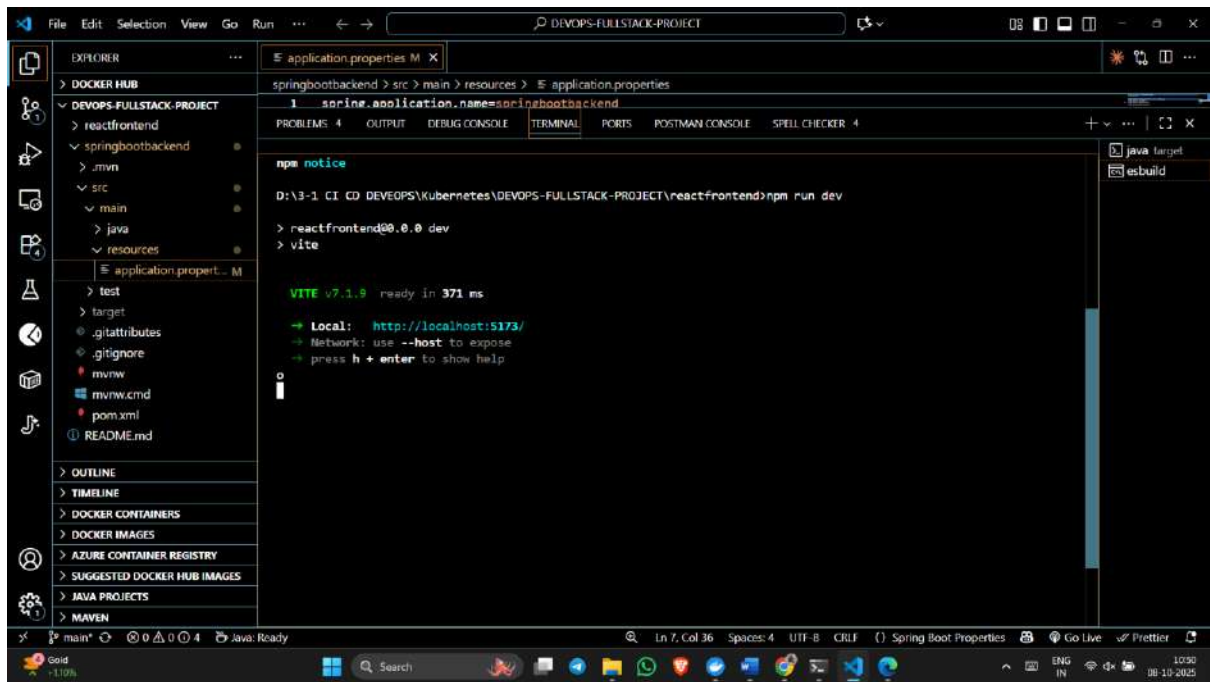 File Edit Selection View Go Run ··· DEVOPS-FULLSTACK-PROJECT
EXPLORER ···
> DOCKER HUB
DEVOPS-FULLSTACK-PROJECT
> reactfrontend
springbootbackend
> .mvn
src
main
> java
resources
application.propert... M
> test
> target
.gitattributes
.gitignore
mvnw
mvnw.cmd
pom.xml
README.md
> OUTLINE
> TIMELINE
> DOCKER CONTAINERS
> DOCKER IMAGES
> AZURE CONTAINER REGISTRY
> SUGGESTED DOCKER HUB IMAGES
> JAVA PROJECTS
> MAVEN
application.properties M ×
springbootbackend > src > main > resources > application.properties
1 spring.application.name=springbootbackend
PROBLEMS 4 OUTPUT DEBUG CONSOLE TERMINAL PORTS POSTMAN CONSOLE SPELL CHECKER 4
java target
esbuild
npm notice
D:\3-1 CI CD DEVEOPS\Kubernetes\DEVOPS-FULLSTACK-PROJECT\reactfrontend>npm run dev
> reactfrontend@0.0.0 dev
> vite
VITE v7.1.9 ready in 371 ms
→ Local: http://localhost:5173/
→ Network: use --host to expose
→ press h + enter to show help
o
main* 0 0 4 Java: Ready Ln 7, Col 36 Spaces: 4 UTF-8 CRLF {} Spring Boot Properties Go Live Prettier
Gold
-1.10%
Search
ENG
IN
10:50
08-10-2025